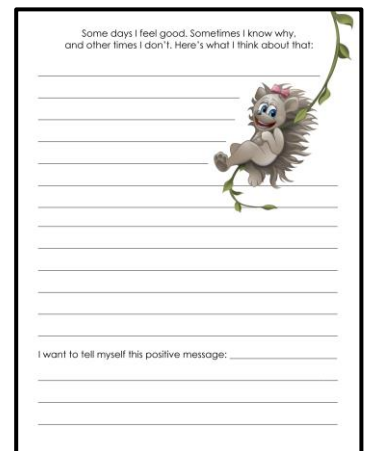 Some days I feel good. Sometimes I know why,
and other times I don't. Here's what I think about that:
I want to tell myself this positive message: